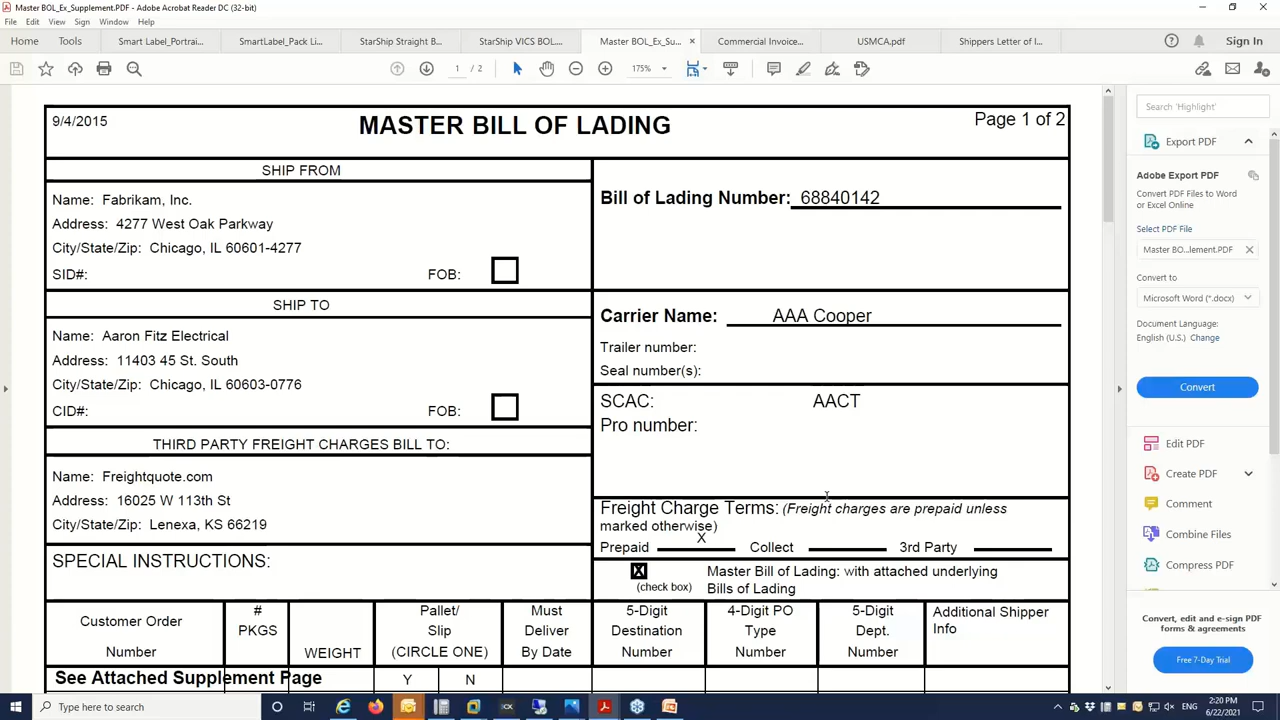 Master BOL_Ex_Supplement.PDF - Adobe Acrobat Reader DC (32-bit)
File Edit View Sign Window Help
Home Tools Smart Label_Portrai... SmartLabel_Pack Li... StarShip Straight B... StarShip VICS BOL.... Master BOL_Ex_Su... × Commercial Invoice... USMCA.pdf Shippers Letter of I... Sign In
1 / 2 175%
9/4/2015 MASTER BILL OF LADING Page 1 of 2
SHIP FROM
Name: Fabrikam, Inc.
Address: 4277 West Oak Parkway
City/State/Zip: Chicago, IL 60601-4277
SID#: FOB:
Bill of Lading Number: 68840142
SHIP TO
Name: Aaron Fitz Electrical
Address: 11403 45 St. South
City/State/Zip: Chicago, IL 60603-0776
CID#: FOB:
Carrier Name: AAA Cooper
Trailer number:
Seal number(s):
SCAC: AACT
Pro number:
THIRD PARTY FREIGHT CHARGES BILL TO:
Name: Freightquote.com
Address: 16025 W 113th St
City/State/Zip: Lenexa, KS 66219
SPECIAL INSTRUCTIONS:
Freight Charge Terms: (Freight charges are prepaid unless
marked otherwise)
Prepaid X Collect 3rd Party
X Master Bill of Lading: with attached underlying
(check box) Bills of Lading
Customer Order
Number
#
PKGS
WEIGHT
Pallet/
Slip
(CIRCLE ONE)
Must
Deliver
By Date
5-Digit
Destination
Number
4-Digit PO
Type
Number
5-Digit
Dept.
Number
Additional Shipper
Info
See Attached Supplement Page Y N
Search 'Highlight'
Export PDF
Adobe Export PDF
Convert PDF Files to Word
or Excel Online
Select PDF File
Master BO...lement.PDF ×
Convert to
Microsoft Word (*.docx)
Document Language:
English (U.S.) Change
Convert
Edit PDF
Create PDF
Comment
Combine Files
Compress PDF
Convert, edit and e-sign PDF
forms & agreements
Free 7-Day Trial
Type here to search
ENG
2:20 PM
6/22/2021